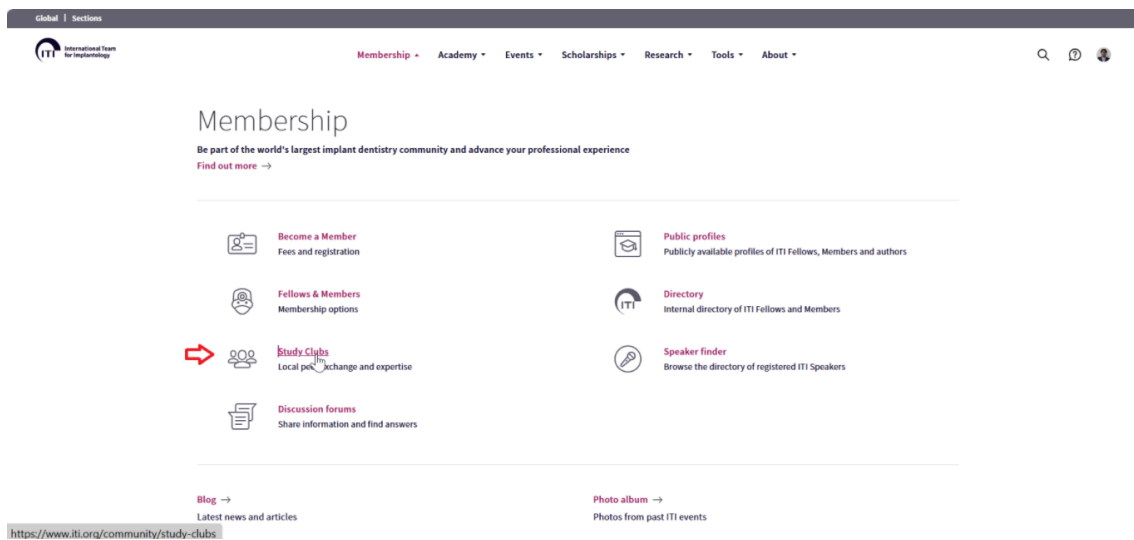 Global | Sections
ITI International Team
for Implantology
Membership Academy Events Scholarships Research Tools About
Membership
Be part of the world's largest implant dentistry community and advance your professional experience
Find out more →
Become a Member
Fees and registration
Public profiles
Publicly available profiles of ITI Fellows, Members and authors
Fellows & Members
Membership options
ITI
Directory
Internal directory of ITI Fellows and Members
Study Clubs
Local exchange and expertise
Speaker finder
Browse the directory of registered ITI Speakers
Discussion forums
Share information and find answers
Blog →
Latest news and articles
Photo album →
Photos from past ITI events
https://www.iti.org/community/study-clubs